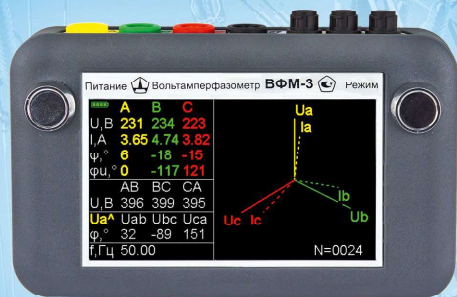 Питание Вольтамперфазометр ВФМ-3 Режим
A B C
U,В 231 234 223
I,А 3.65 4.74 3.82
ψ,° 6 -18 -15
φu,° 0 -117 121
AB BC CA
U,В 396 399 395
Ua^ Uab Ubc Uca
φ,° 32 -89 151
f,Гц 50.00
Ua
Ia
Ib
Ub
Uc Ic
N=0024